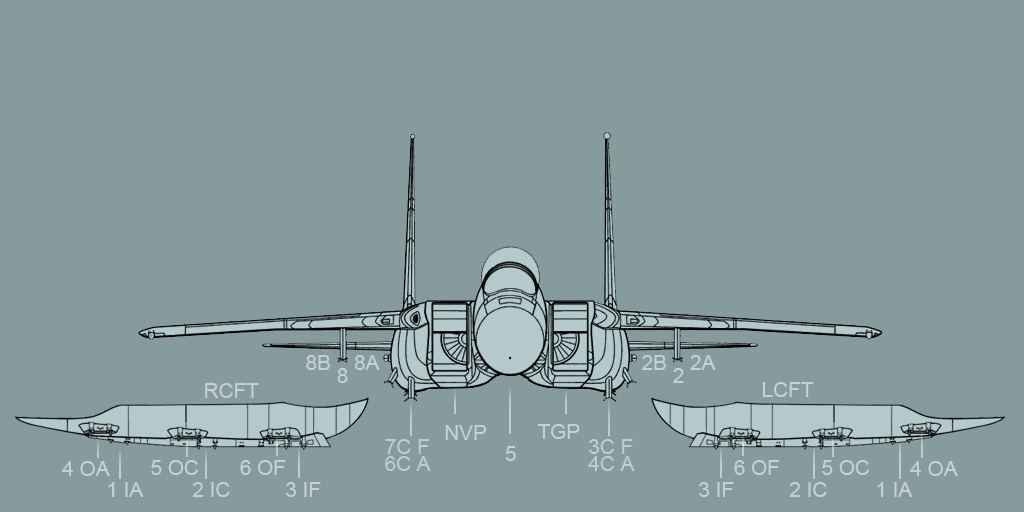 8B 8A 2B 2A
8 2
RCFT LCFT
NVP TGP
7C F 5 3C F
6C A 4C A
4 OA 5 OC 6 OF 6 OF 5 OC 4 OA
1 IA 2 IC 3 IF 3 IF 2 IC 1 IA